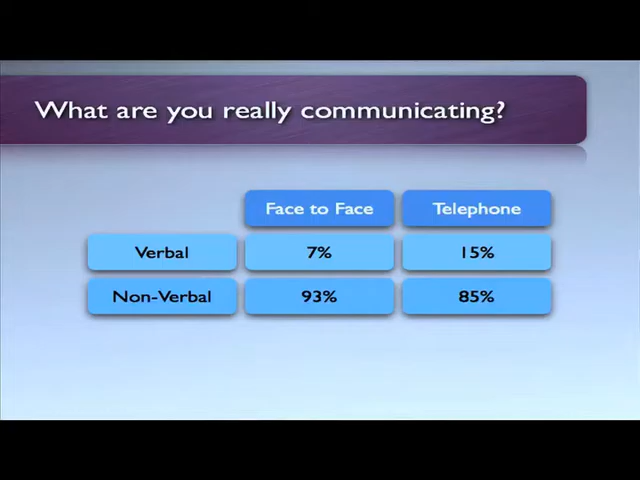 What are you really communicating?
Face to Face Telephone
Verbal 7% 15%
Non-Verbal 93% 85%